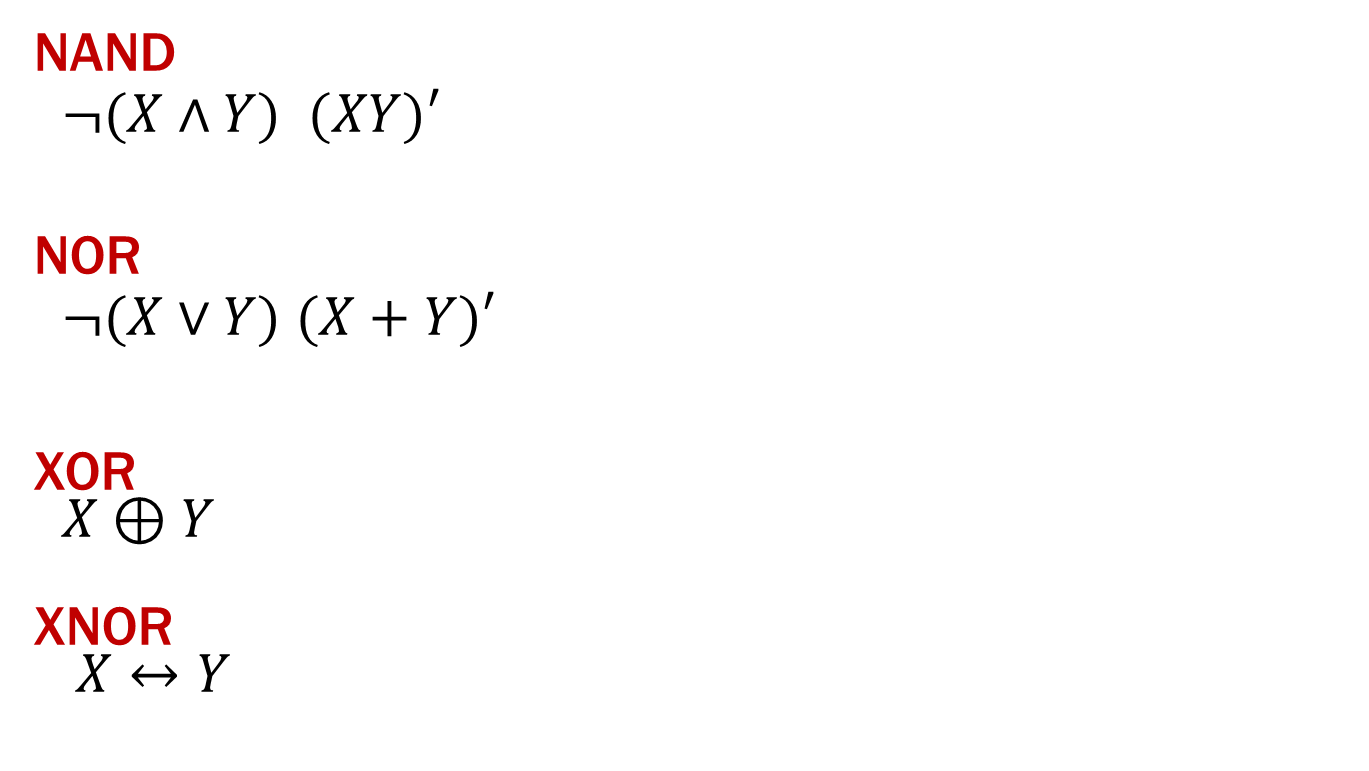 NAND
¬(X ∧ Y)  (XY)′
NOR
¬(X ∨ Y) (X + Y)′
XOR
X ⊕ Y
XNOR
X ↔ Y